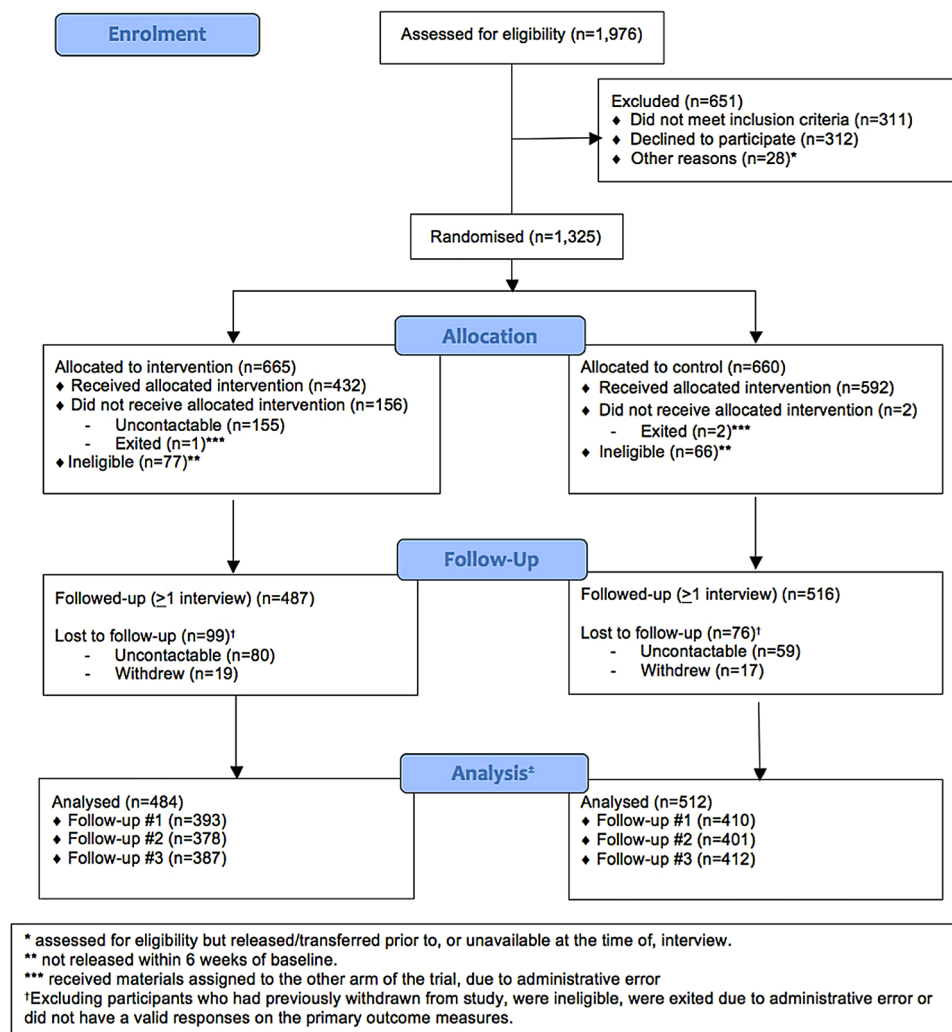 Enrolment
Assessed for eligibility (n=1,976)
Excluded (n=651)
♦ Did not meet inclusion criteria (n=311)
♦ Declined to participate (n=312)
♦ Other reasons (n=28)*
Randomised (n=1,325)
Allocation
Allocated to intervention (n=665)
♦ Received allocated intervention (n=432)
♦ Did not receive allocated intervention (n=156)
- Uncontactable (n=155)
- Exited (n=1)***
♦ Ineligible (n=77)**
Allocated to control (n=660)
♦ Received allocated intervention (n=592)
♦ Did not receive allocated intervention (n=2)
- Exited (n=2)***
♦ Ineligible (n=66)**
Follow-Up
Followed-up (≥1 interview) (n=487)
Lost to follow-up (n=99)†
- Uncontactable (n=80)
- Withdrew (n=19)
Followed-up (≥1 interview) (n=516)
Lost to follow-up (n=76)†
- Uncontactable (n=59)
- Withdrew (n=17)
Analysis‡
Analysed (n=484)
♦ Follow-up #1 (n=393)
♦ Follow-up #2 (n=378)
♦ Follow-up #3 (n=387)
Analysed (n=512)
♦ Follow-up #1 (n=410)
♦ Follow-up #2 (n=401)
♦ Follow-up #3 (n=412)
* assessed for eligibility but released/transferred prior to, or unavailable at the time of, interview.
** not released within 6 weeks of baseline.
*** received materials assigned to the other arm of the trial, due to administrative error
†Excluding participants who had previously withdrawn from study, were ineligible, were exited due to administrative error or
did not have a valid responses on the primary outcome measures.